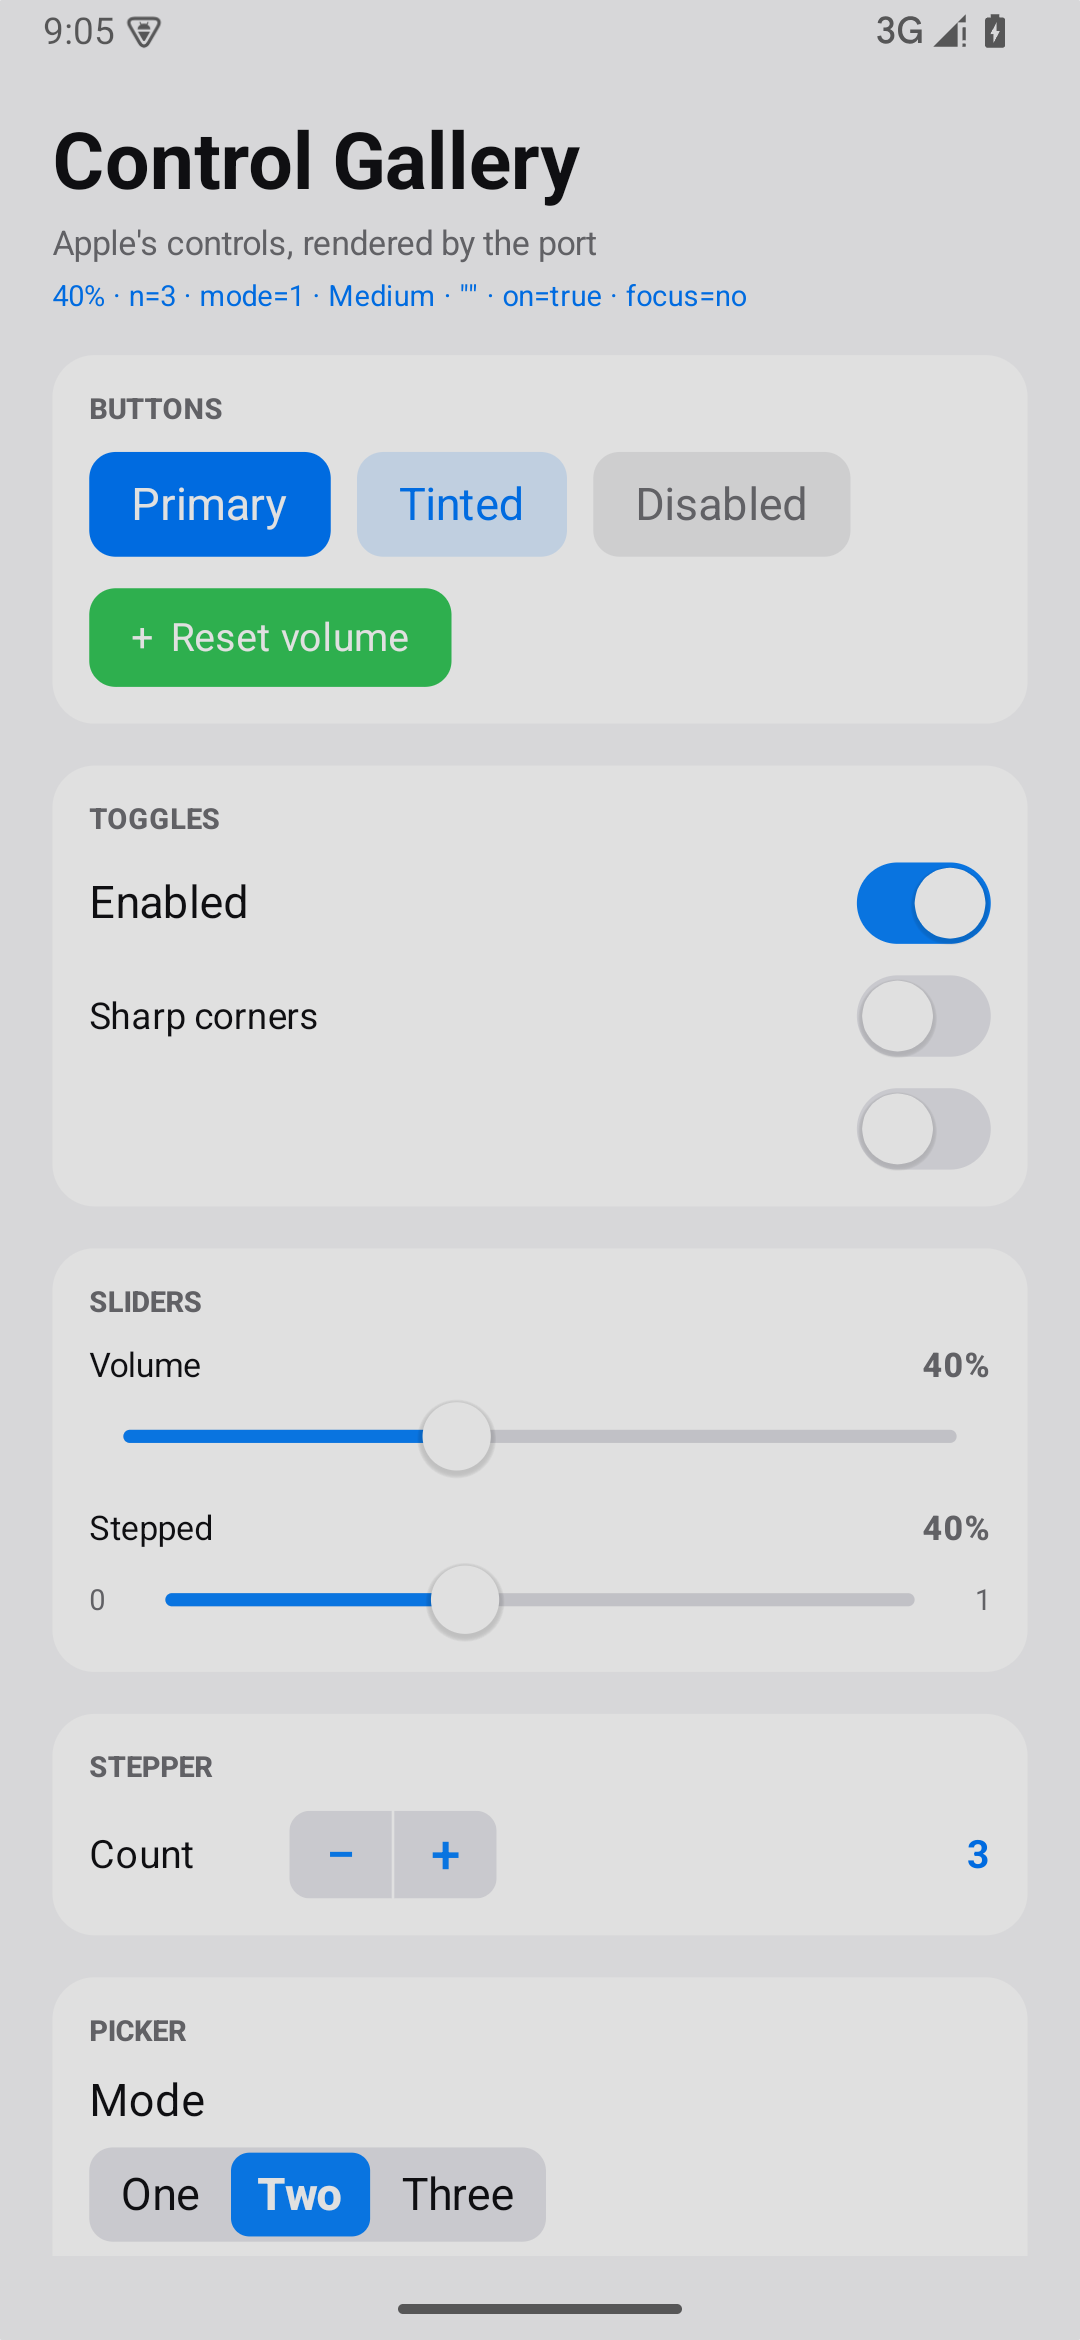 9:05
3G
Control Gallery
Apple's controls, rendered by the port
40% · n=3 · mode=1 · Medium · "" · on=true · focus=no
BUTTONS
Primary
Tinted
Disabled
+ Reset volume
TOGGLES
Enabled
Sharp corners
SLIDERS
Volume
40%
Stepped
40%
0
1
STEPPER
Count
−
+
3
PICKER
Mode
One
Two
Three